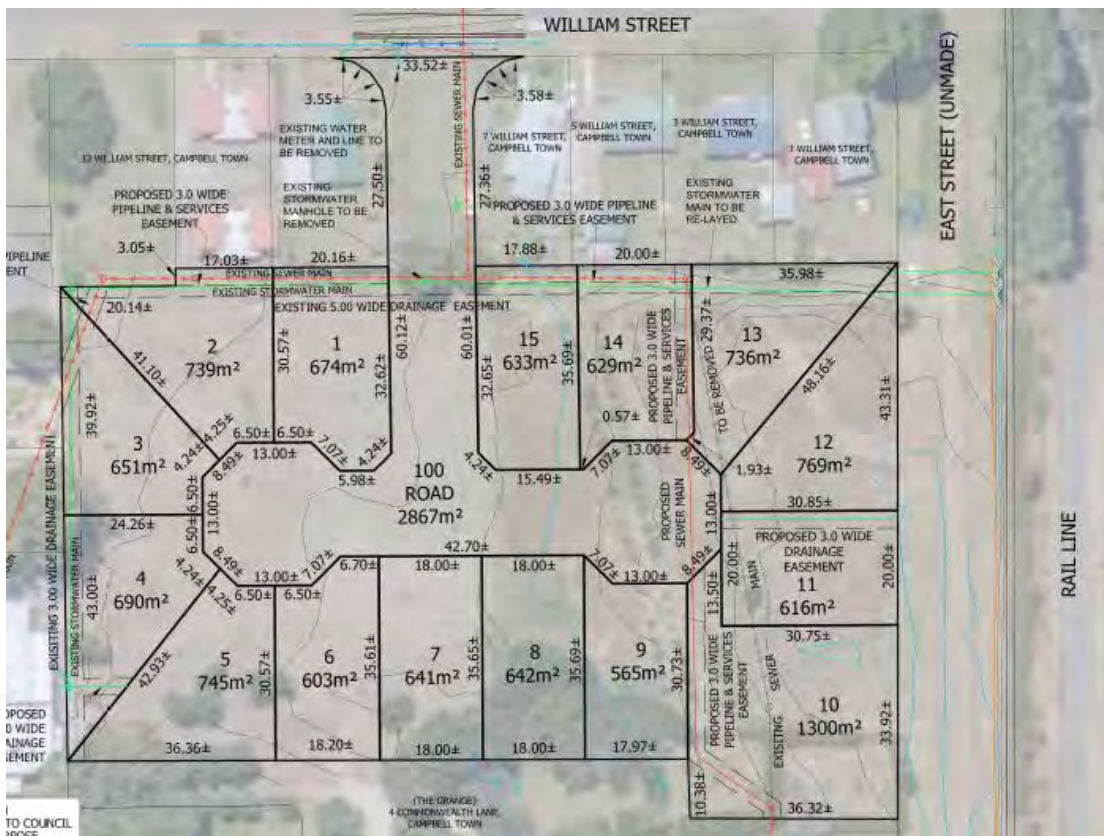 WILLIAM STREET
EAST STREET (UNMADE)
RAIL LINE
33.52±
3.55±
3.58±
EXISTING SEWER MAIN
EXISTING WATER
METER AND LINE TO
BE REMOVED
13 WILLIAM STREET, CAMPBELL TOWN
7 WILLIAM STREET,
CAMPBELL TOWN
5 WILLIAM STREET,
CAMPBELL TOWN
3 WILLIAM STREET,
CAMPBELL TOWN
1 WILLIAM STREET,
CAMPBELL TOWN
27.50±
27.36±
PROPOSED 3.0 WIDE
PIPELINE & SERVICES
EASEMENT
EXISTING
STORMWATER
MANHOLE TO BE
REMOVED
PROPOSED 3.0 WIDE PIPELINE
& SERVICES EASEMENT
EXISTING
STORMWATER
MAIN TO BE
RE-LAYED
3.05±
17.03±
20.16±
17.88±
20.00±
35.98±
PIPELINE
EXISTING SEWER MAIN
EXISTING STORMWATER MAIN
EXISTING 5.00 WIDE DRAINAGE EASEMENT
20.14±
2
739m²
30.57±
1
674m²
32.62±
60.12±
60.01±
32.65±
15
633m²
35.69±
14
629m²
PROPOSED 3.0 WIDE
PIPELINE & SERVICES
EASEMENT
29.37±
TO BE REMOVED
13
736m²
48.16±
43.31±
41.10±
39.92±
3
651m²
4.25±
4.24±
8.49±
6.50±
6.50±
13.00±
7.07±
4.24±
5.98±
100
ROAD
2867m²
4.24±
15.49±
0.57±
7.07±
13.00±
8.49±
1.93±
12
769m²
30.85±
EXISITING 3.00 WIDE DRAINAGE EASEMENT
EXISTING STORMWATER MAIN
24.26±
6.50±
6.50±
13.00±
PROPOSED
SEWER MAIN
13.00±
PROPOSED 3.0 WIDE
DRAINAGE
EASEMENT
11
616m²
20.00±
20.00±
30.75±
MAIN
4
690m²
43.00±
4.24±
4.25±
8.49±
13.00±
7.07±
6.50±
6.50±
6.70±
42.70±
18.00±
18.00±
7.07±
13.00±
8.49±
13.50±
42.93±
5
745m²
30.57±
6
603m²
35.61±
7
641m²
35.65±
8
642m²
35.69±
9
565m²
30.73±
PROPOSED 3.0 WIDE
PIPELINE & SERVICES
EASEMENT
EXISITING SEWER
10
1300m²
33.92±
36.36±
18.20±
18.00±
18.00±
17.97±
10.38±
36.32±
(THE GRANGE)
4 COMMONWEALTH LANE,
CAMPBELL TOWN
TO COUNCIL